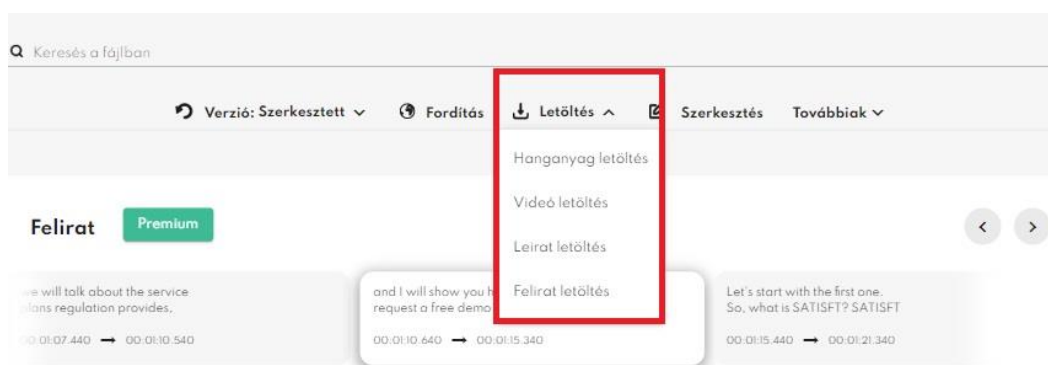 Keresés a fájlban
Verzió: Szerkesztett
Fordítás
Letöltés
Szerkesztés
Továbbiak
Hanganyag letöltés
Videó letöltés
Leirat letöltés
Felirat letöltés
Felirat
Premium
we will talk about the service
plans regulation provides,
00:01:07.440 → 00:01:10.540
and I will show you
request a free demo
00:01:10.640 → 00:01:15.340
Let's start with the first one.
So, what is SATISFT? SATISFT
00:01:15.440 → 00:01:21.340